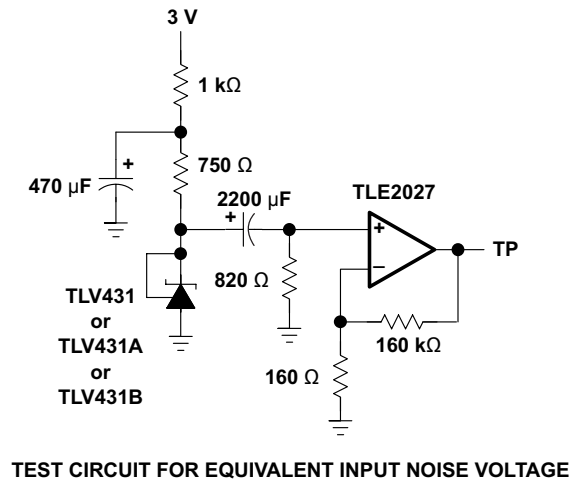 3 V
1 kΩ
470 µF
+
750 Ω
2200 µF
+
TLE2027
+
−
TP
820 Ω
TLV431
or
TLV431A
or
TLV431B
160 kΩ
160 Ω
TEST CIRCUIT FOR EQUIVALENT INPUT NOISE VOLTAGE